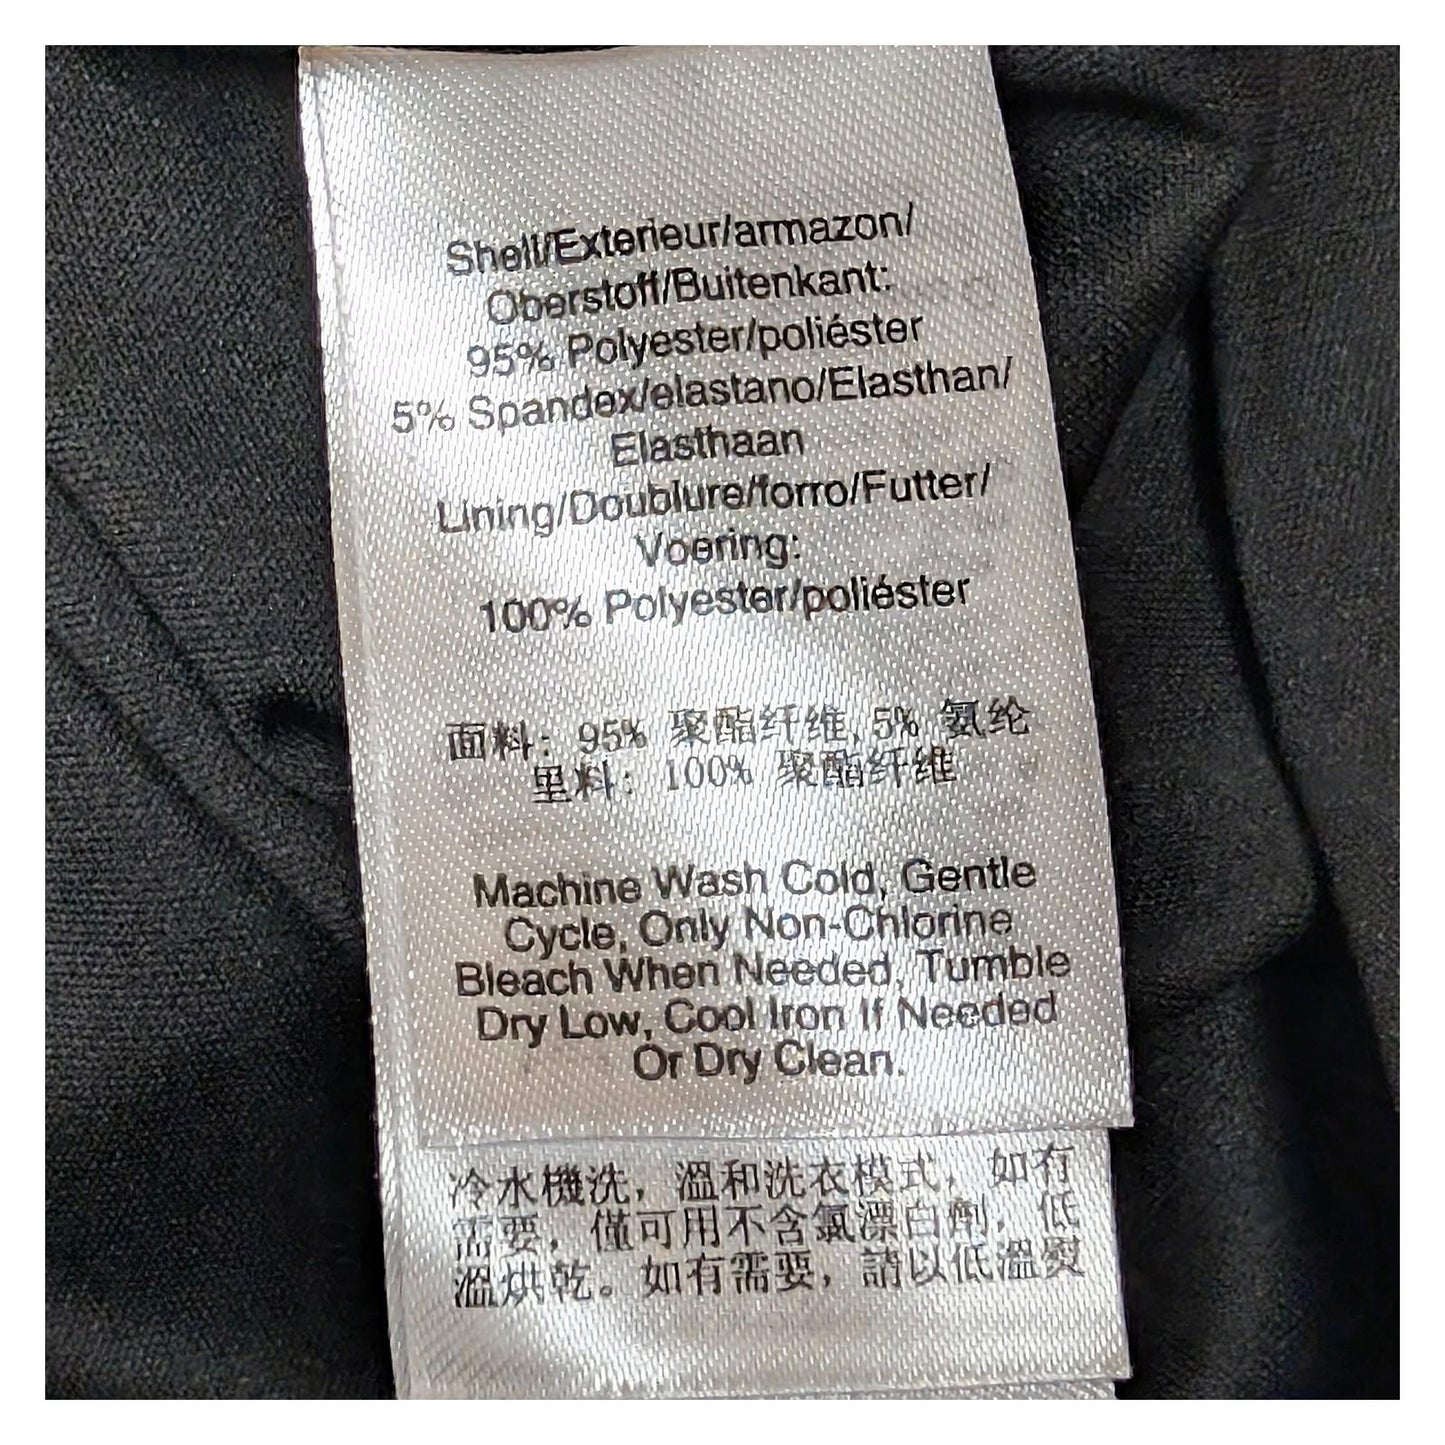 Shell/Exterieur/armazon/
Oberstoff/Buitenkant:
95% Polyester/poliéster
5% Spandex/elastano/Elasthan/
Elasthaan
Lining/Doublure/forro/Futter/
Voering:
100% Polyester/poliéster
面料: 95% 聚酯纤维, 5% 氨纶
里料: 100% 聚酯纤维
Machine Wash Cold, Gentle
Cycle, Only Non-Chlorine
Bleach When Needed, Tumble
Dry Low, Cool Iron If Needed
Or Dry Clean.
冷水機洗，溫和洗衣模式，如有
需要，僅可用不含氯漂白劑，低
溫烘乾。如有需要，請以低溫熨